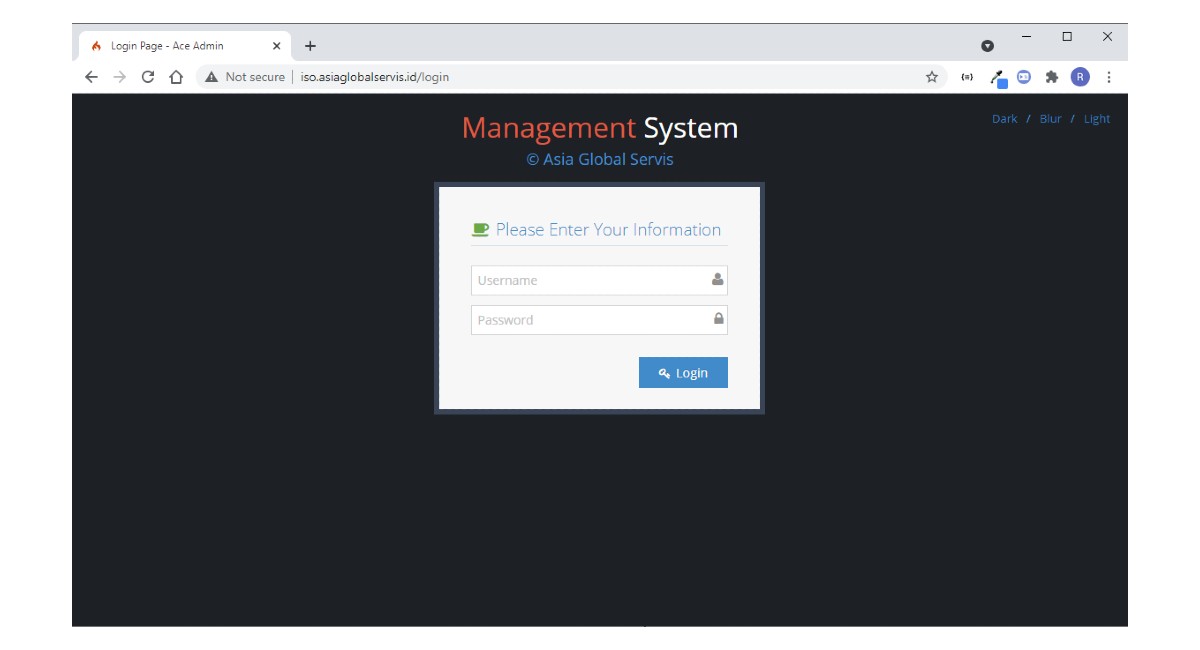 Login Page - Ace Admin
Not secure | iso.asiaglobalservis.id/login
R
Dark / Blur / Light
Management System
© Asia Global Servis
Please Enter Your Information
Username
Password
Login